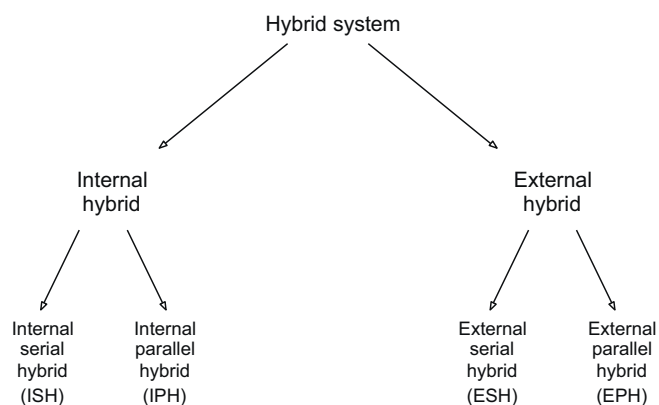 Hybrid system
Internal
hybrid
External
hybrid
Internal
serial
hybrid
(ISH)
Internal
parallel
hybrid
(IPH)
External
serial
hybrid
(ESH)
External
parallel
hybrid
(EPH)